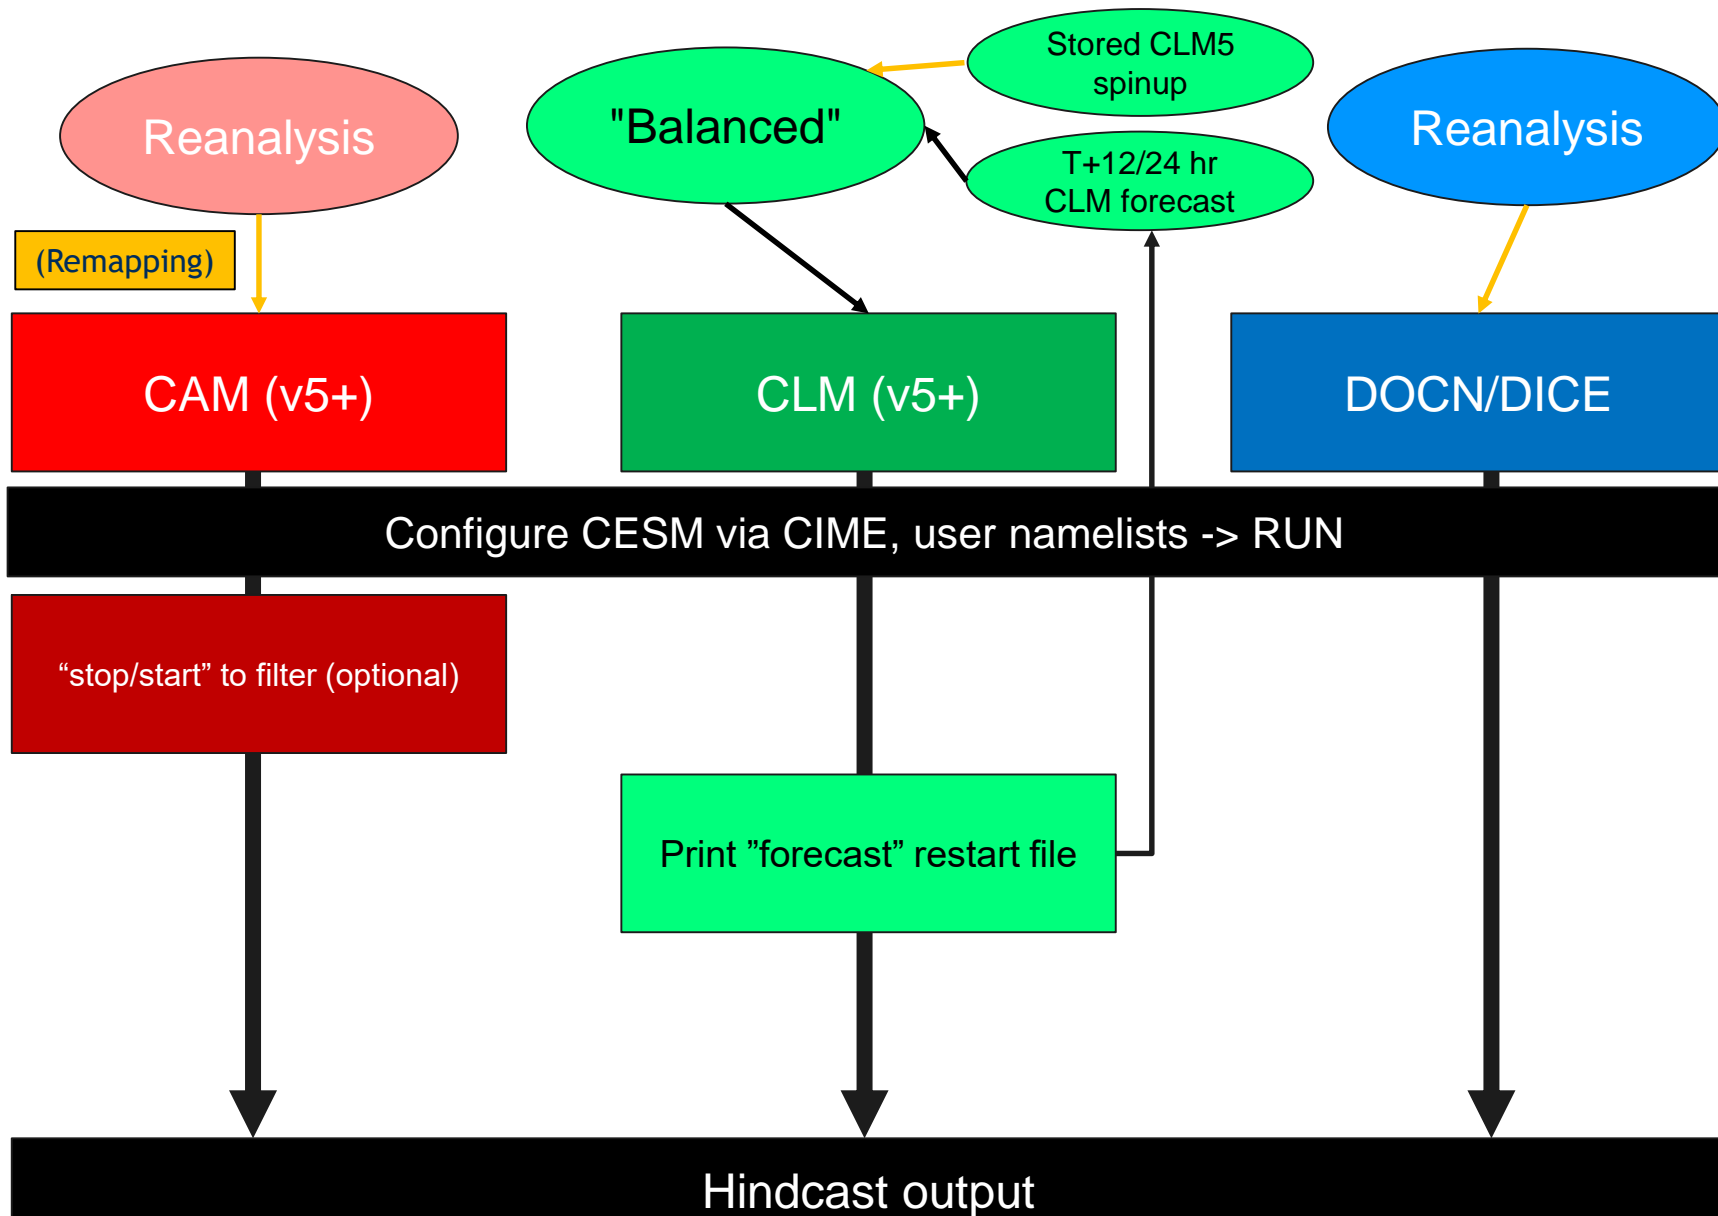 Reanalysis
"Balanced"
Stored CLM5
spinup
T+12/24 hr
CLM forecast
Reanalysis
(Remapping)
CAM (v5+)
CLM (v5+)
DOCN/DICE
Configure CESM via CIME, user namelists -> RUN
“stop/start” to filter (optional)
Print ”forecast” restart file
Hindcast output